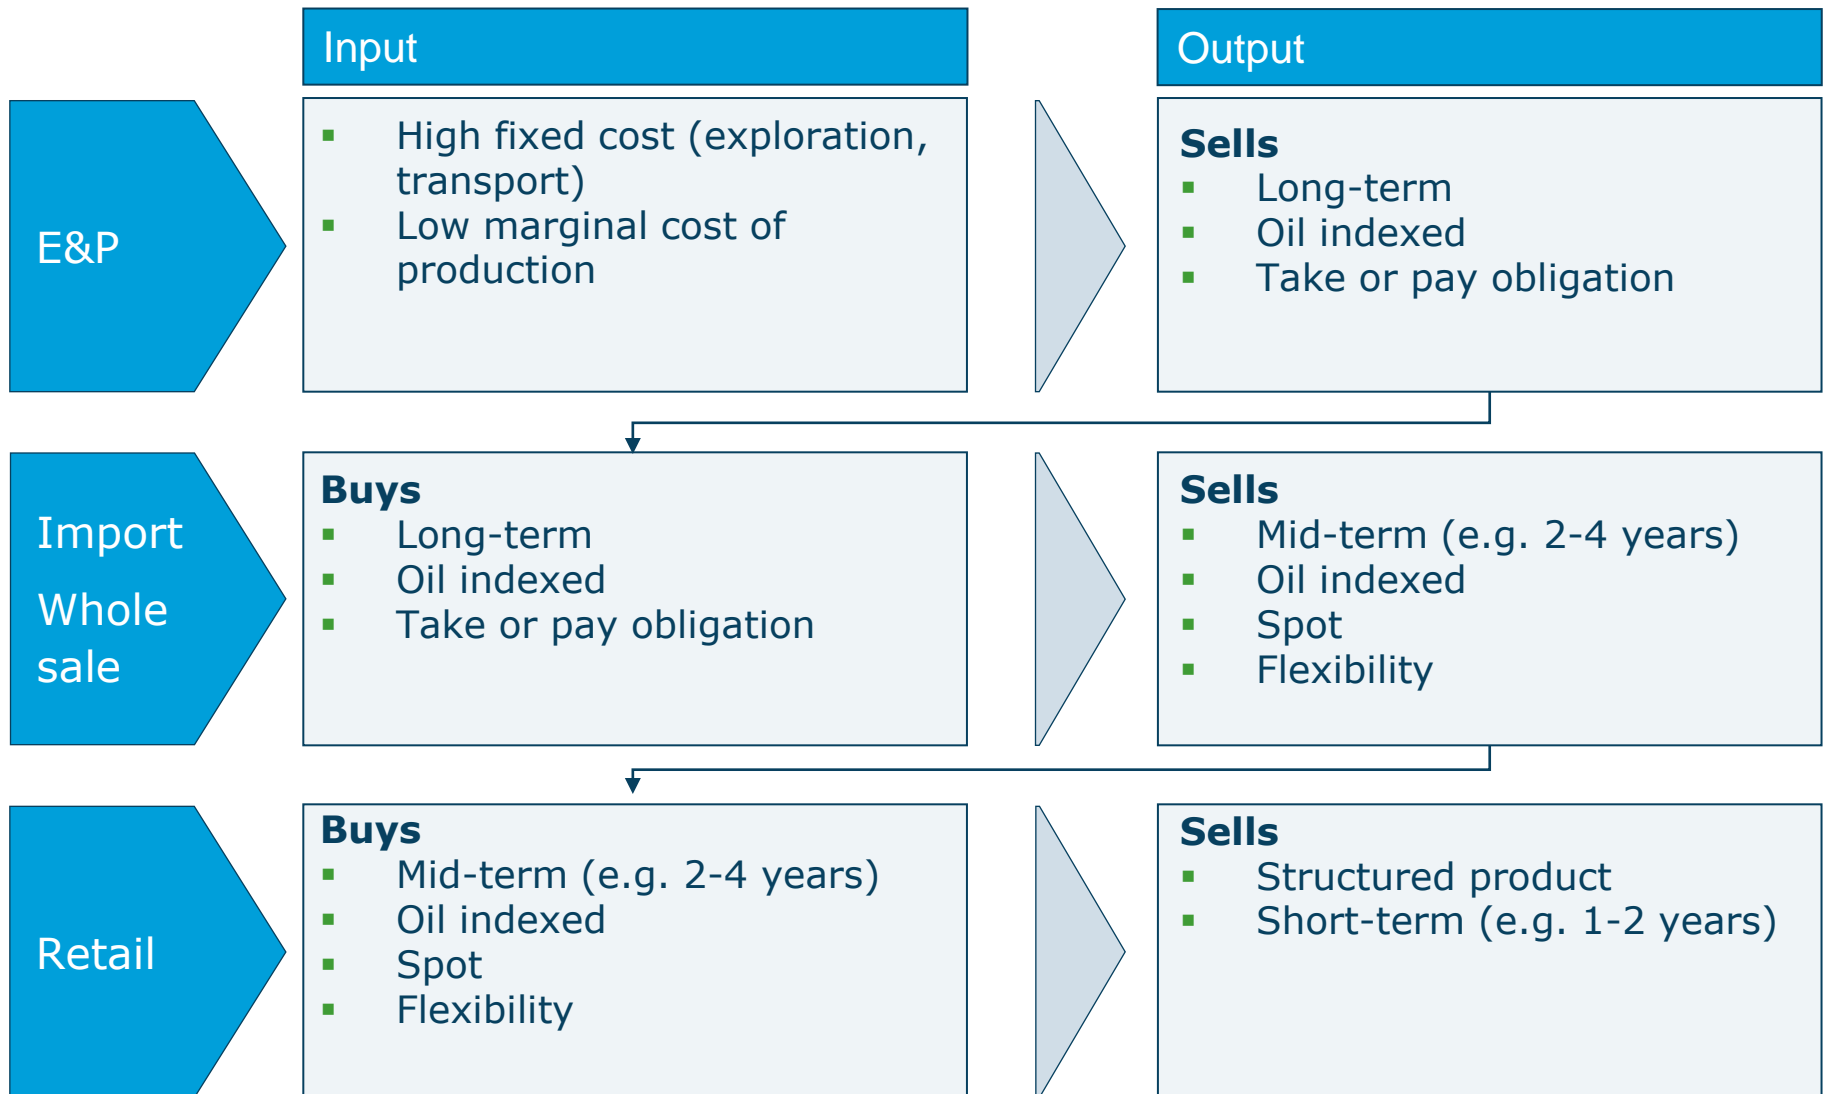 Input
Output
E&P
High fixed cost (exploration,
transport)
Low marginal cost of
production
Sells
Long-term
Oil indexed
Take or pay obligation
Import
Whole
sale
Buys
Long-term
Oil indexed
Take or pay obligation
Sells
Mid-term (e.g. 2-4 years)
Oil indexed
Spot
Flexibility
Retail
Buys
Mid-term (e.g. 2-4 years)
Oil indexed
Spot
Flexibility
Sells
Structured product
Short-term (e.g. 1-2 years)